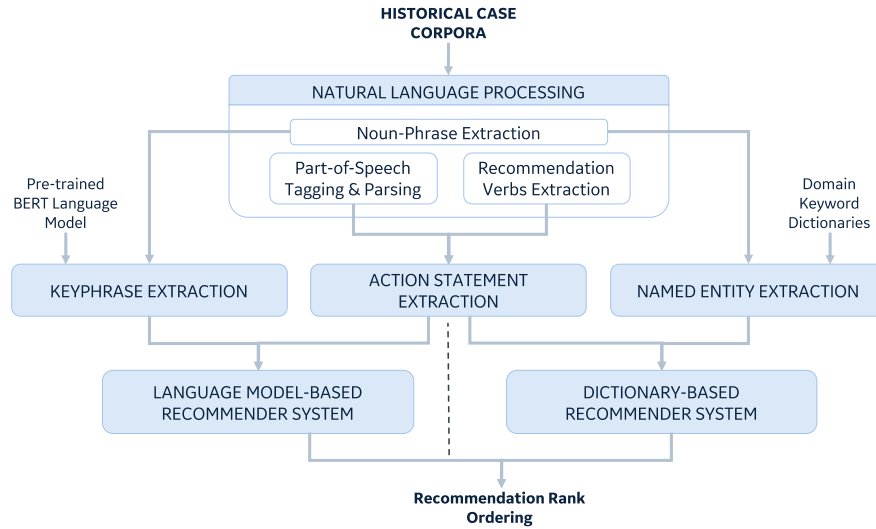 HISTORICAL CASE
CORPORA
NATURAL LANGUAGE PROCESSING
Noun-Phrase Extraction
Part-of-Speech
Tagging & Parsing
Recommendation
Verbs Extraction
Pre-trained
BERT Language
Model
Domain
Keyword
Dictionaries
KEYPHRASE EXTRACTION
ACTION STATEMENT
EXTRACTION
NAMED ENTITY EXTRACTION
LANGUAGE MODEL-BASED
RECOMMENDER SYSTEM
DICTIONARY-BASED
RECOMMENDER SYSTEM
Recommendation Rank
Ordering